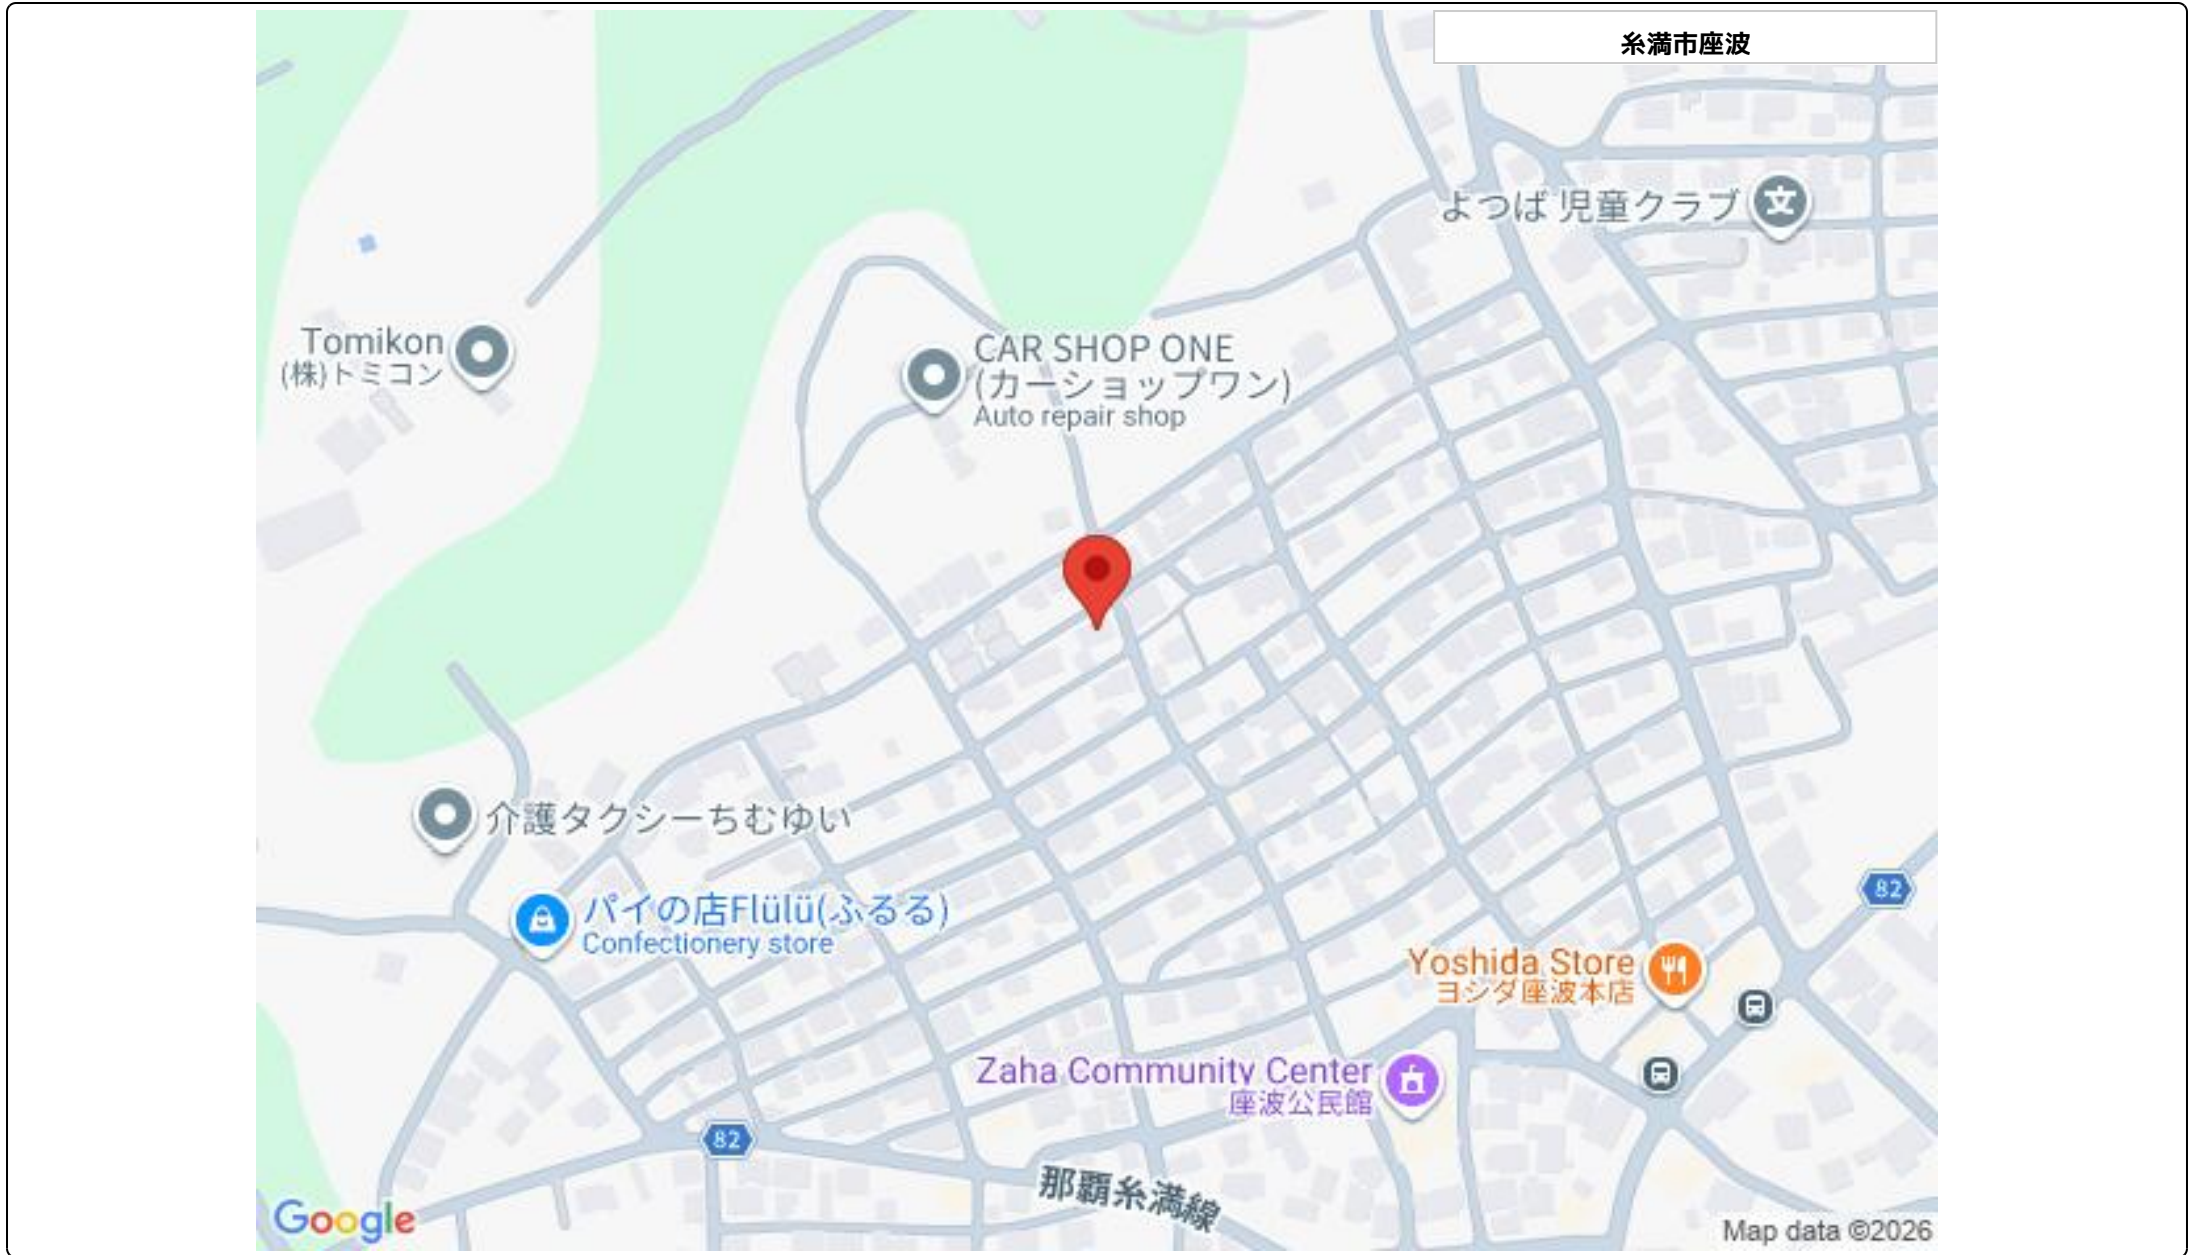 糸満市座波
よつば 児童クラブ
Tomikon
(株)トミコン
CAR SHOP ONE
(カーショップワン)
Auto repair shop
介護タクシーちむゆい
パイの店Flülü(ふるる)
Confectionery store
82
Yoshida Store
ヨシダ座波本店
Zaha Community Center
座波公民館
82
那覇糸満線
Google
Map data ©2026